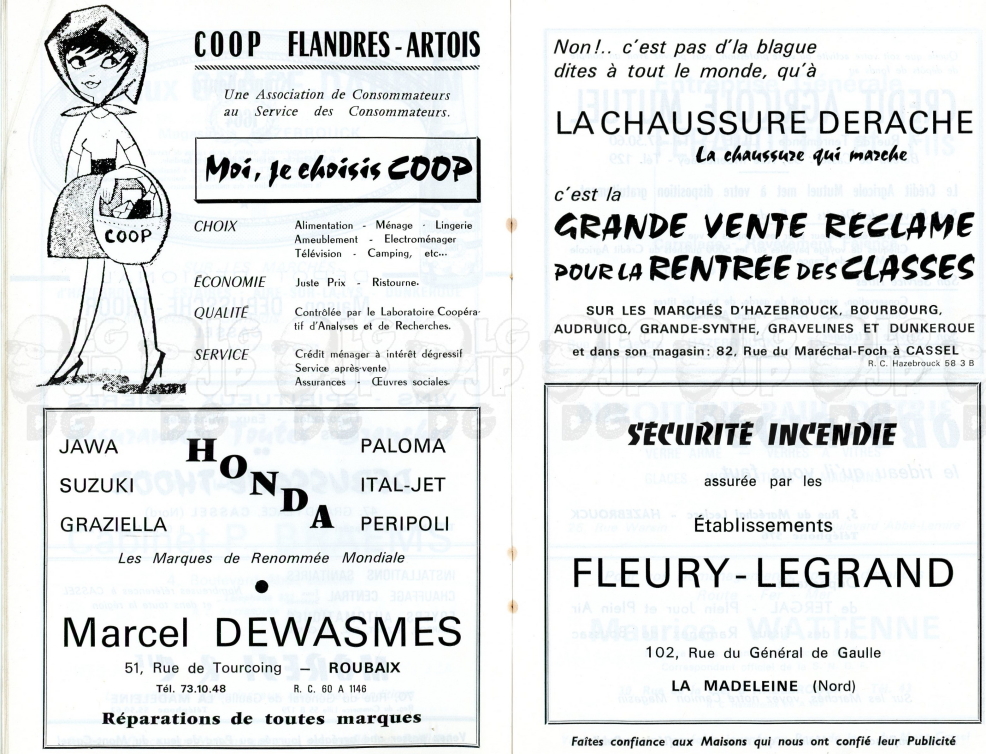 COOP FLANDRES-ARTOIS
Une Association de Consommateurs
au Service des Consommateurs.
Moi, je choisis COOP
COOP
CHOIX
Alimentation - Ménage - Lingerie
Ameublement - Electroménager
Télévision - Camping, etc...
ÉCONOMIE
Juste Prix - Ristourne.
QUALITÉ
Contrôlée par le Laboratoire Coopéra-
tif d'Analyses et de Recherches.
SERVICE
Crédit ménager à intérêt dégressif
Service après-vente
Assurances - Œuvres sociales.
HONDA
JAWA
SUZUKI
GRAZIELLA
PALOMA
ITAL-JET
PERIPOLI
Les Marques de Renommée Mondiale
Marcel DEWASMES
51, Rue de Tourcoing — ROUBAIX
Tél. 73.10.48 R. C. 60 A 1146
Réparations de toutes marques
Non!.. c'est pas d'la blague
dites à tout le monde, qu'à
LA CHAUSSURE DERACHE
La chaussure qui marche
c'est la
GRANDE VENTE RÉCLAME
POUR LA RENTRÉE DES CLASSES
SUR LES MARCHÉS D'HAZEBROUCK, BOURBOURG,
AUDRUICQ, GRANDE-SYNTHE, GRAVELINES ET DUNKERQUE
et dans son magasin: 82, Rue du Maréchal-Foch à CASSEL
R. C. Hazebrouck 58 3 B
SÉCURITÉ INCENDIE
assurée par les
Établissements
FLEURY-LEGRAND
102, Rue du Général de Gaulle
LA MADELEINE (Nord)
Faites confiance aux Maisons qui nous ont confié leur Publicité